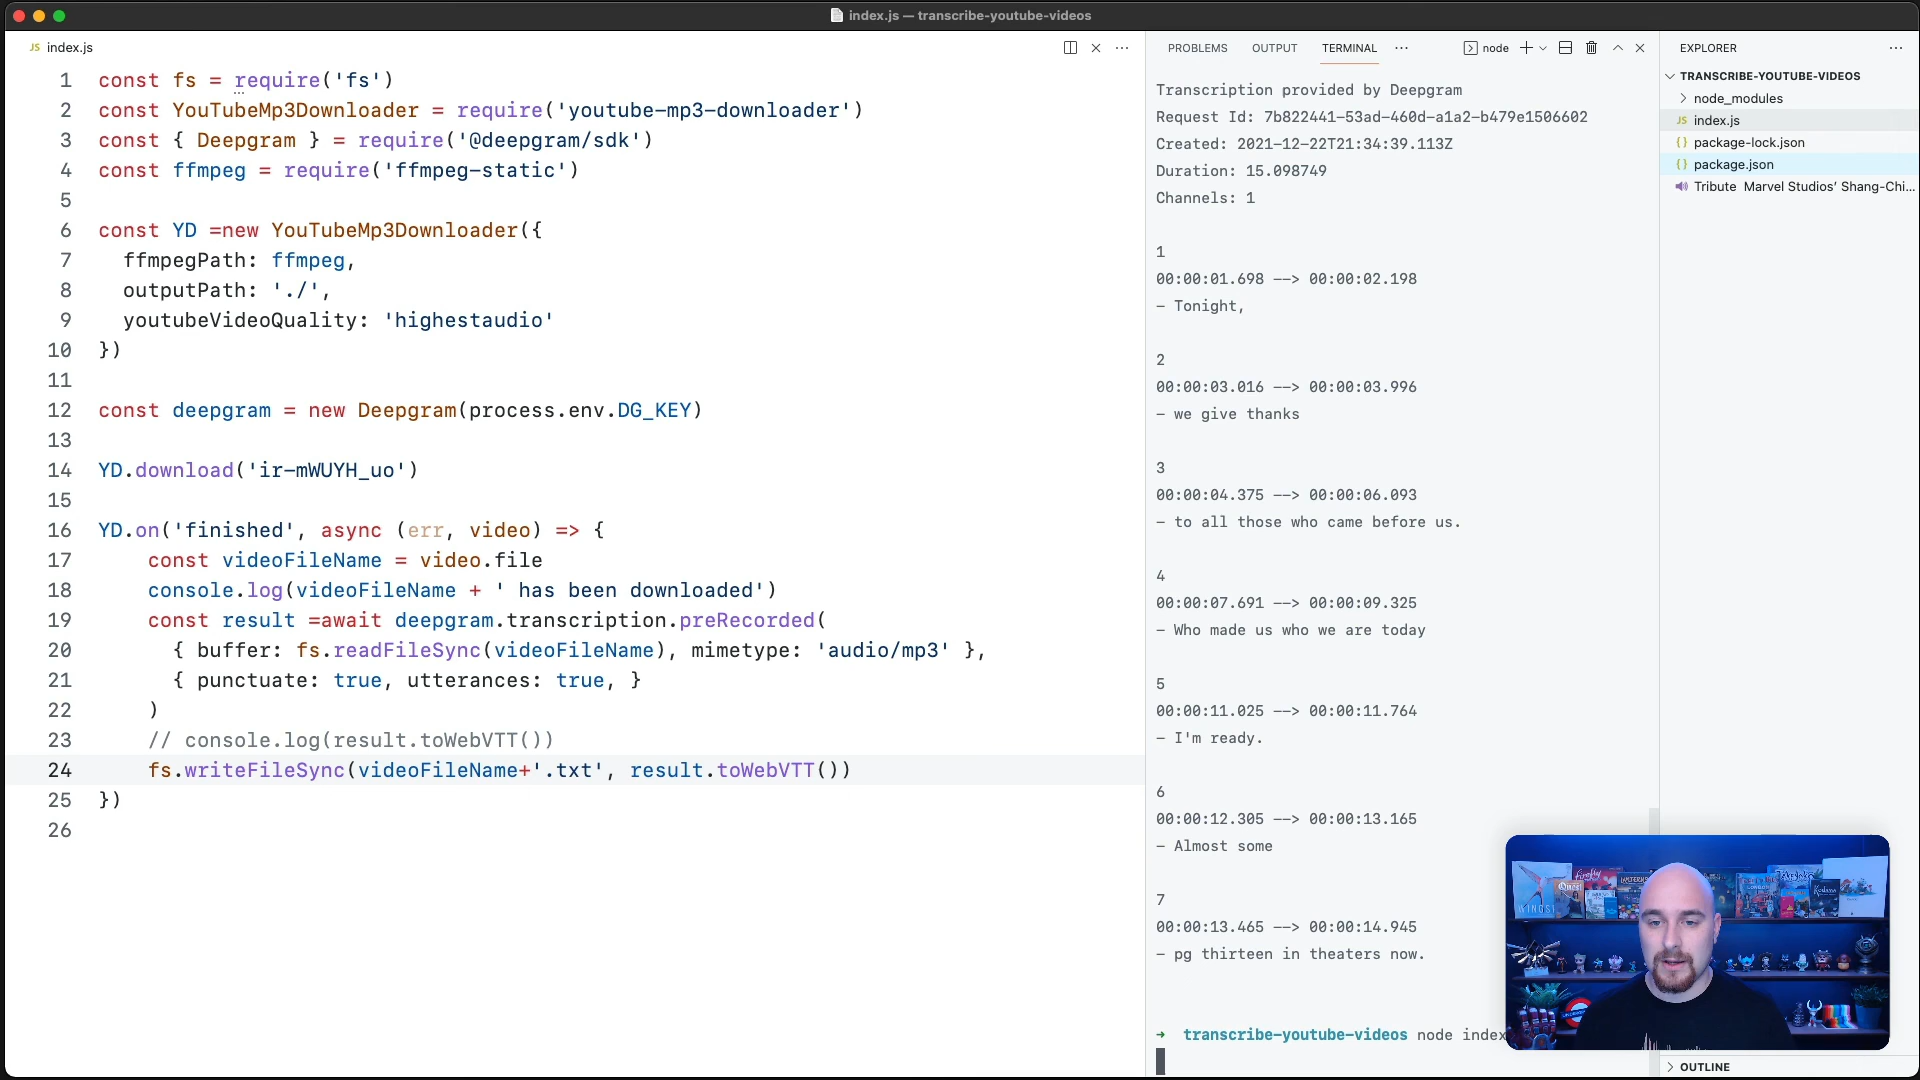 index.js — transcribe-youtube-videos
JS index.js
1 const fs = require('fs')
2 const YouTubeMp3Downloader = require('youtube-mp3-downloader')
3 const { Deepgram } = require('@deepgram/sdk')
4 const ffmpeg = require('ffmpeg-static')
5
6 const YD =new YouTubeMp3Downloader({
7 ffmpegPath: ffmpeg,
8 outputPath: './',
9 youtubeVideoQuality: 'highestaudio'
10 })
11
12 const deepgram = new Deepgram(process.env.DG_KEY)
13
14 YD.download('ir-mWUYH_uo')
15
16 YD.on('finished', async (err, video) => {
17 const videoFileName = video.file
18 console.log(videoFileName + ' has been downloaded')
19 const result =await deepgram.transcription.preRecorded(
20 { buffer: fs.readFileSync(videoFileName), mimetype: 'audio/mp3' },
21 { punctuate: true, utterances: true, }
22 )
23 // console.log(result.toWebVTT())
24 fs.writeFileSync(videoFileName+'.txt', result.toWebVTT())
25 })
26
PROBLEMS OUTPUT TERMINAL ··· node
Transcription provided by Deepgram
Request Id: 7b822441-53ad-460d-a1a2-b479e1506602
Created: 2021-12-22T21:34:39.113Z
Duration: 15.098749
Channels: 1
1
00:00:01.698 --> 00:00:02.198
- Tonight,
2
00:00:03.016 --> 00:00:03.996
- we give thanks
3
00:00:04.375 --> 00:00:06.093
- to all those who came before us.
4
00:00:07.691 --> 00:00:09.325
- Who made us who we are today
5
00:00:11.025 --> 00:00:11.764
- I'm ready.
6
00:00:12.305 --> 00:00:13.165
- Almost some
7
00:00:13.465 --> 00:00:14.945
- pg thirteen in theaters now.
→ transcribe-youtube-videos node index
EXPLORER ···
TRANSCRIBE-YOUTUBE-VIDEOS
node_modules
JS index.js
{} package-lock.json
{} package.json
Tribute Marvel Studios' Shang-Chi...
OUTLINE
WINGS
Firefly
Quest
LONDON
Kodama